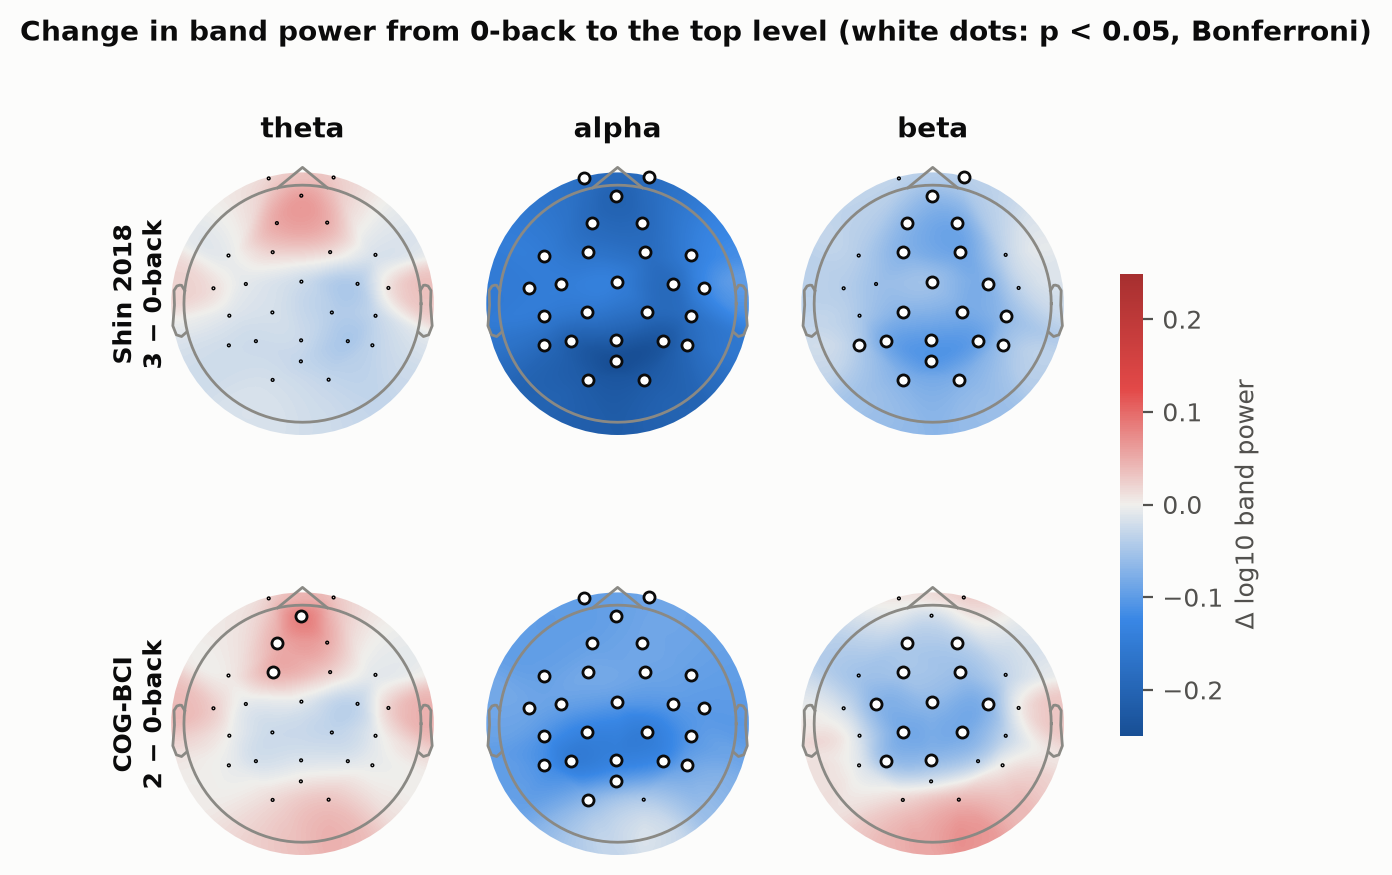 Change in band power from 0-back to the top level (white dots: p < 0.05, Bonferroni)
theta
alpha
beta
Shin 2018
3 − 0-back
COG-BCI
2 − 0-back
0.2
0.1
0.0
−0.1
−0.2
Δ log10 band power